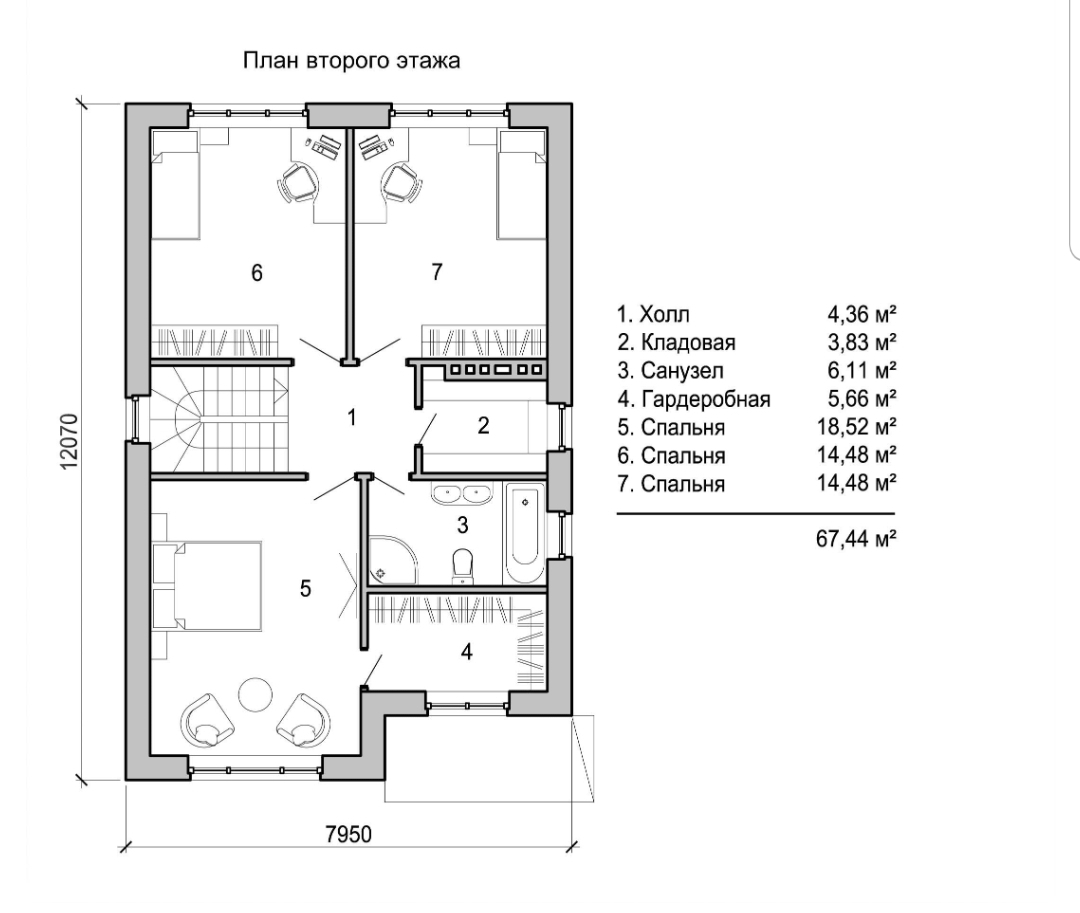 План второго этажа
6
7
1
2
3
5
4
12070
7950
1. Холл 4,36 м²
2. Кладовая 3,83 м²
3. Санузел 6,11 м²
4. Гардеробная 5,66 м²
5. Спальня 18,52 м²
6. Спальня 14,48 м²
7. Спальня 14,48 м²
67,44 м²